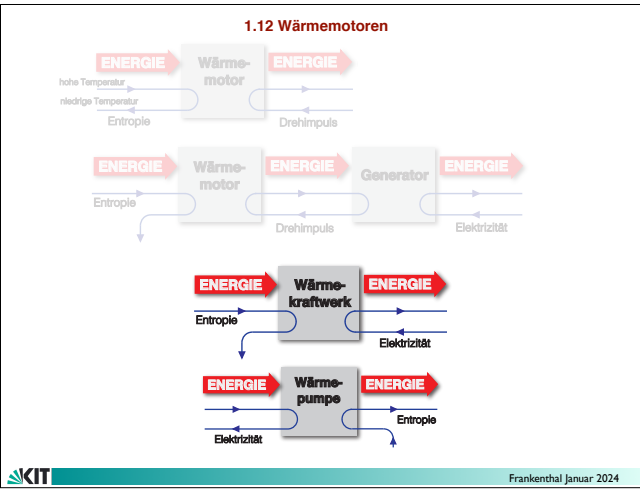 1.12 Wärmemotoren
ENERGIE
Wärme-
motor
ENERGIE
hohe Temperatur
niedrige Temperatur
Entropie
Drehimpuls
ENERGIE
Wärme-
motor
ENERGIE
Generator
ENERGIE
Entropie
Drehimpuls
Elektrizität
ENERGIE
Wärme-
kraftwerk
ENERGIE
Entropie
Elektrizität
ENERGIE
Wärme-
pumpe
ENERGIE
Elektrizität
Entropie
KIT
Frankenthal Januar 2024